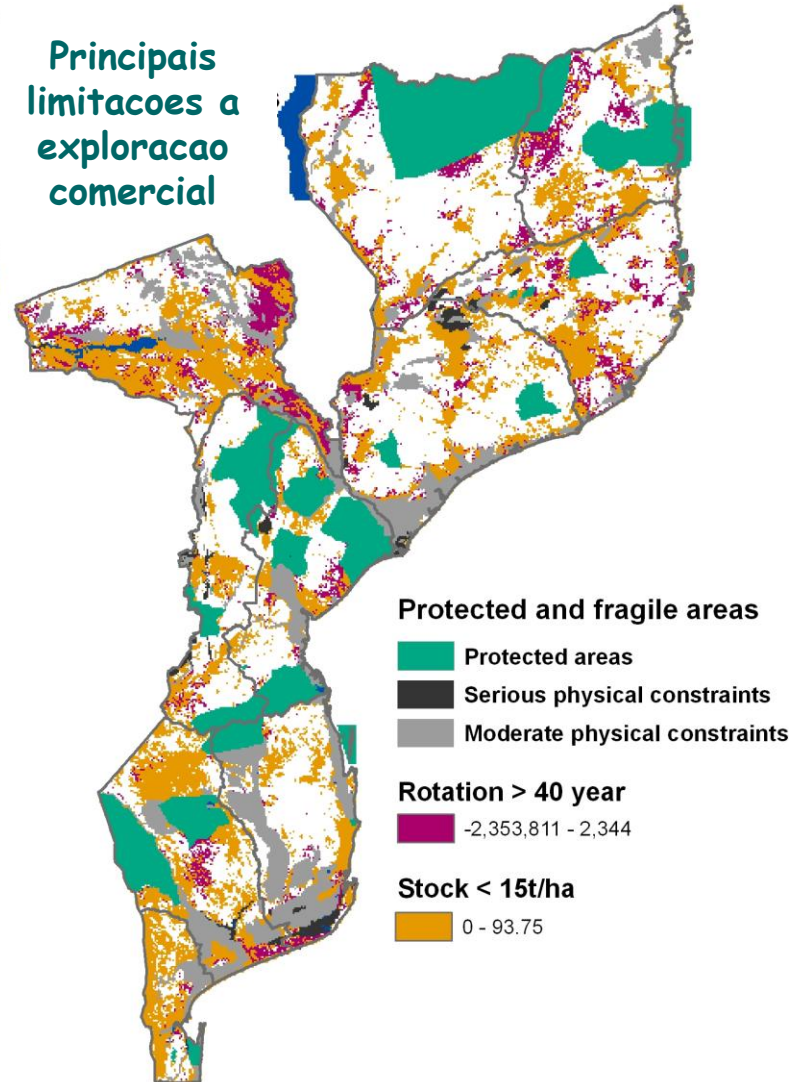 Principais
limitacoes a
exploracao
comercial
Protected and fragile areas
Protected areas
Serious physical constraints
Moderate physical constraints
Rotation > 40 year
-2,353,811 - 2,344
Stock < 15t/ha
0 - 93.75